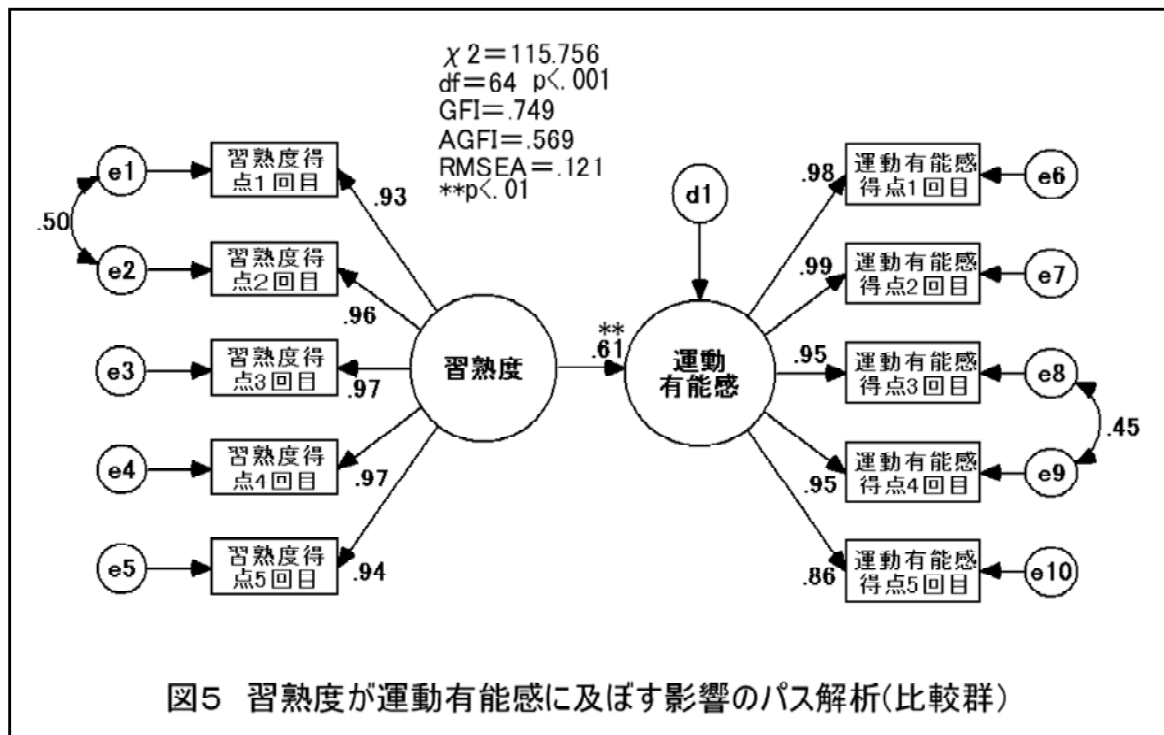 χ2=115.756
df=64 p<.001
GFI=.749
AGFI=.569
RMSEA=.121
**p<.01
e1
習熟度得
点1回目
.93
.50
e2
習熟度得
点2回目
.96
e3
習熟度得
点3回目
.97
e4
習熟度得
点4回目
.97
e5
習熟度得
点5回目
.94
習熟度
**
.61
d1
運動
有能感
.98
運動有能感
得点1回目
e6
.99
運動有能感
得点2回目
e7
.95
運動有能感
得点3回目
e8
.45
.95
運動有能感
得点4回目
e9
.86
運動有能感
得点5回目
e10
図5 習熟度が運動有能感に及ぼす影響のパス解析(比較群)